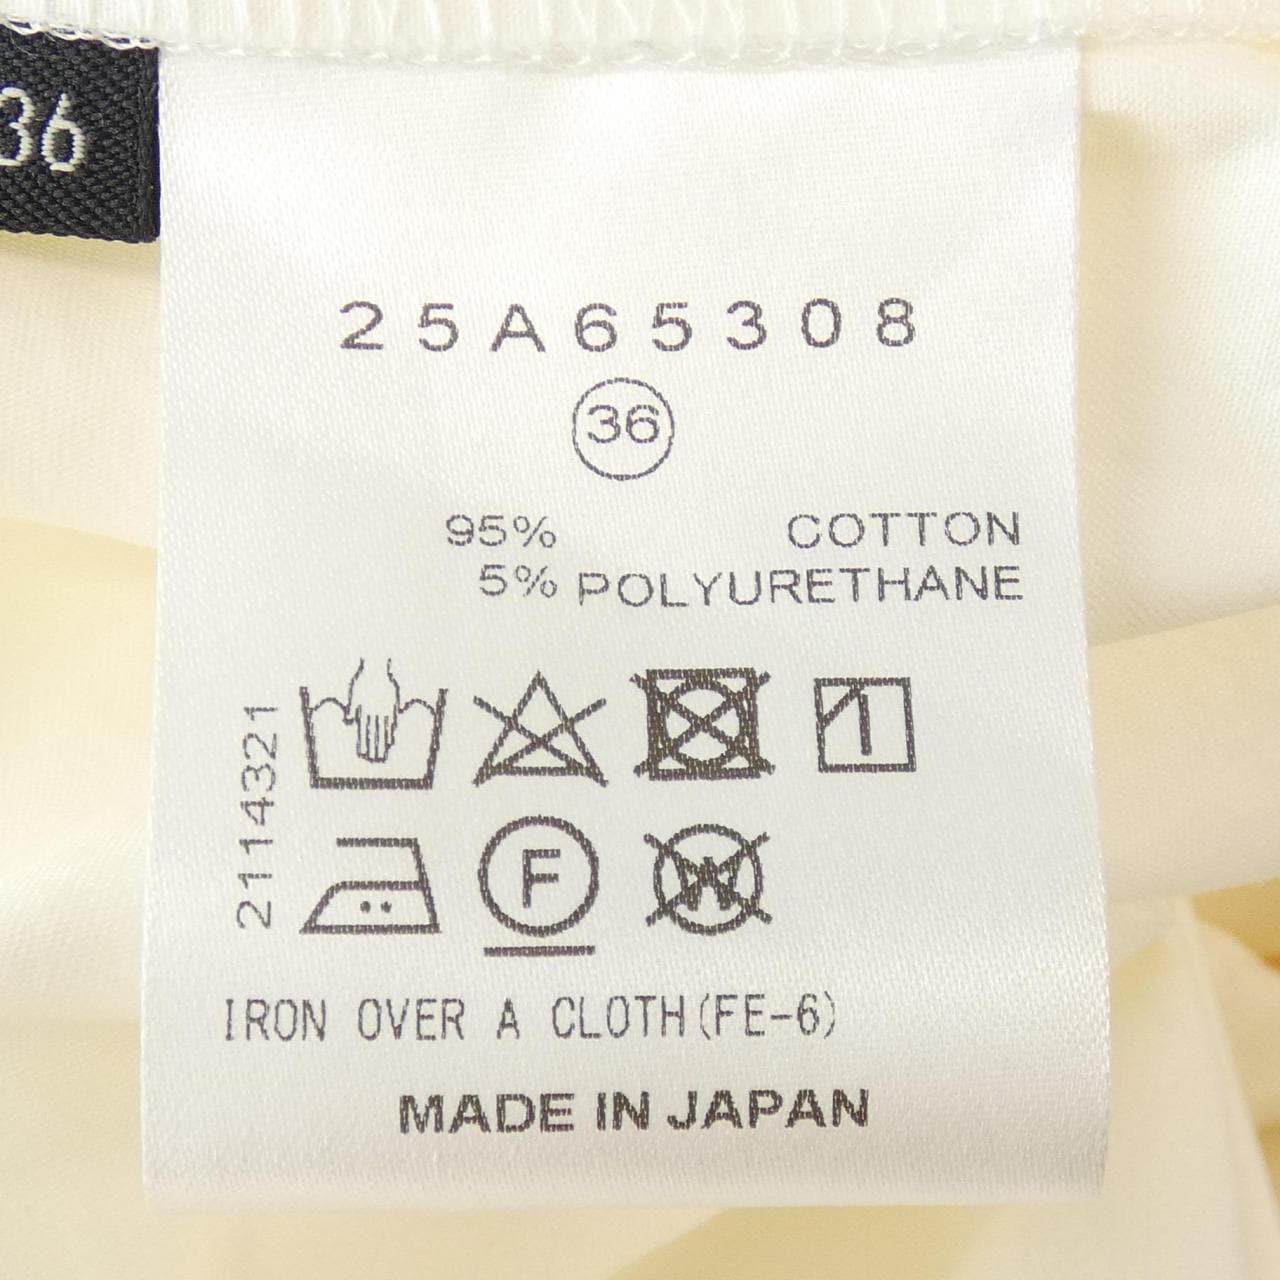 36
25A65308
36
95% COTTON
5% POLYURETHANE
2114321
F
W
IRON OVER A CLOTH(FE-6)
MADE IN JAPAN